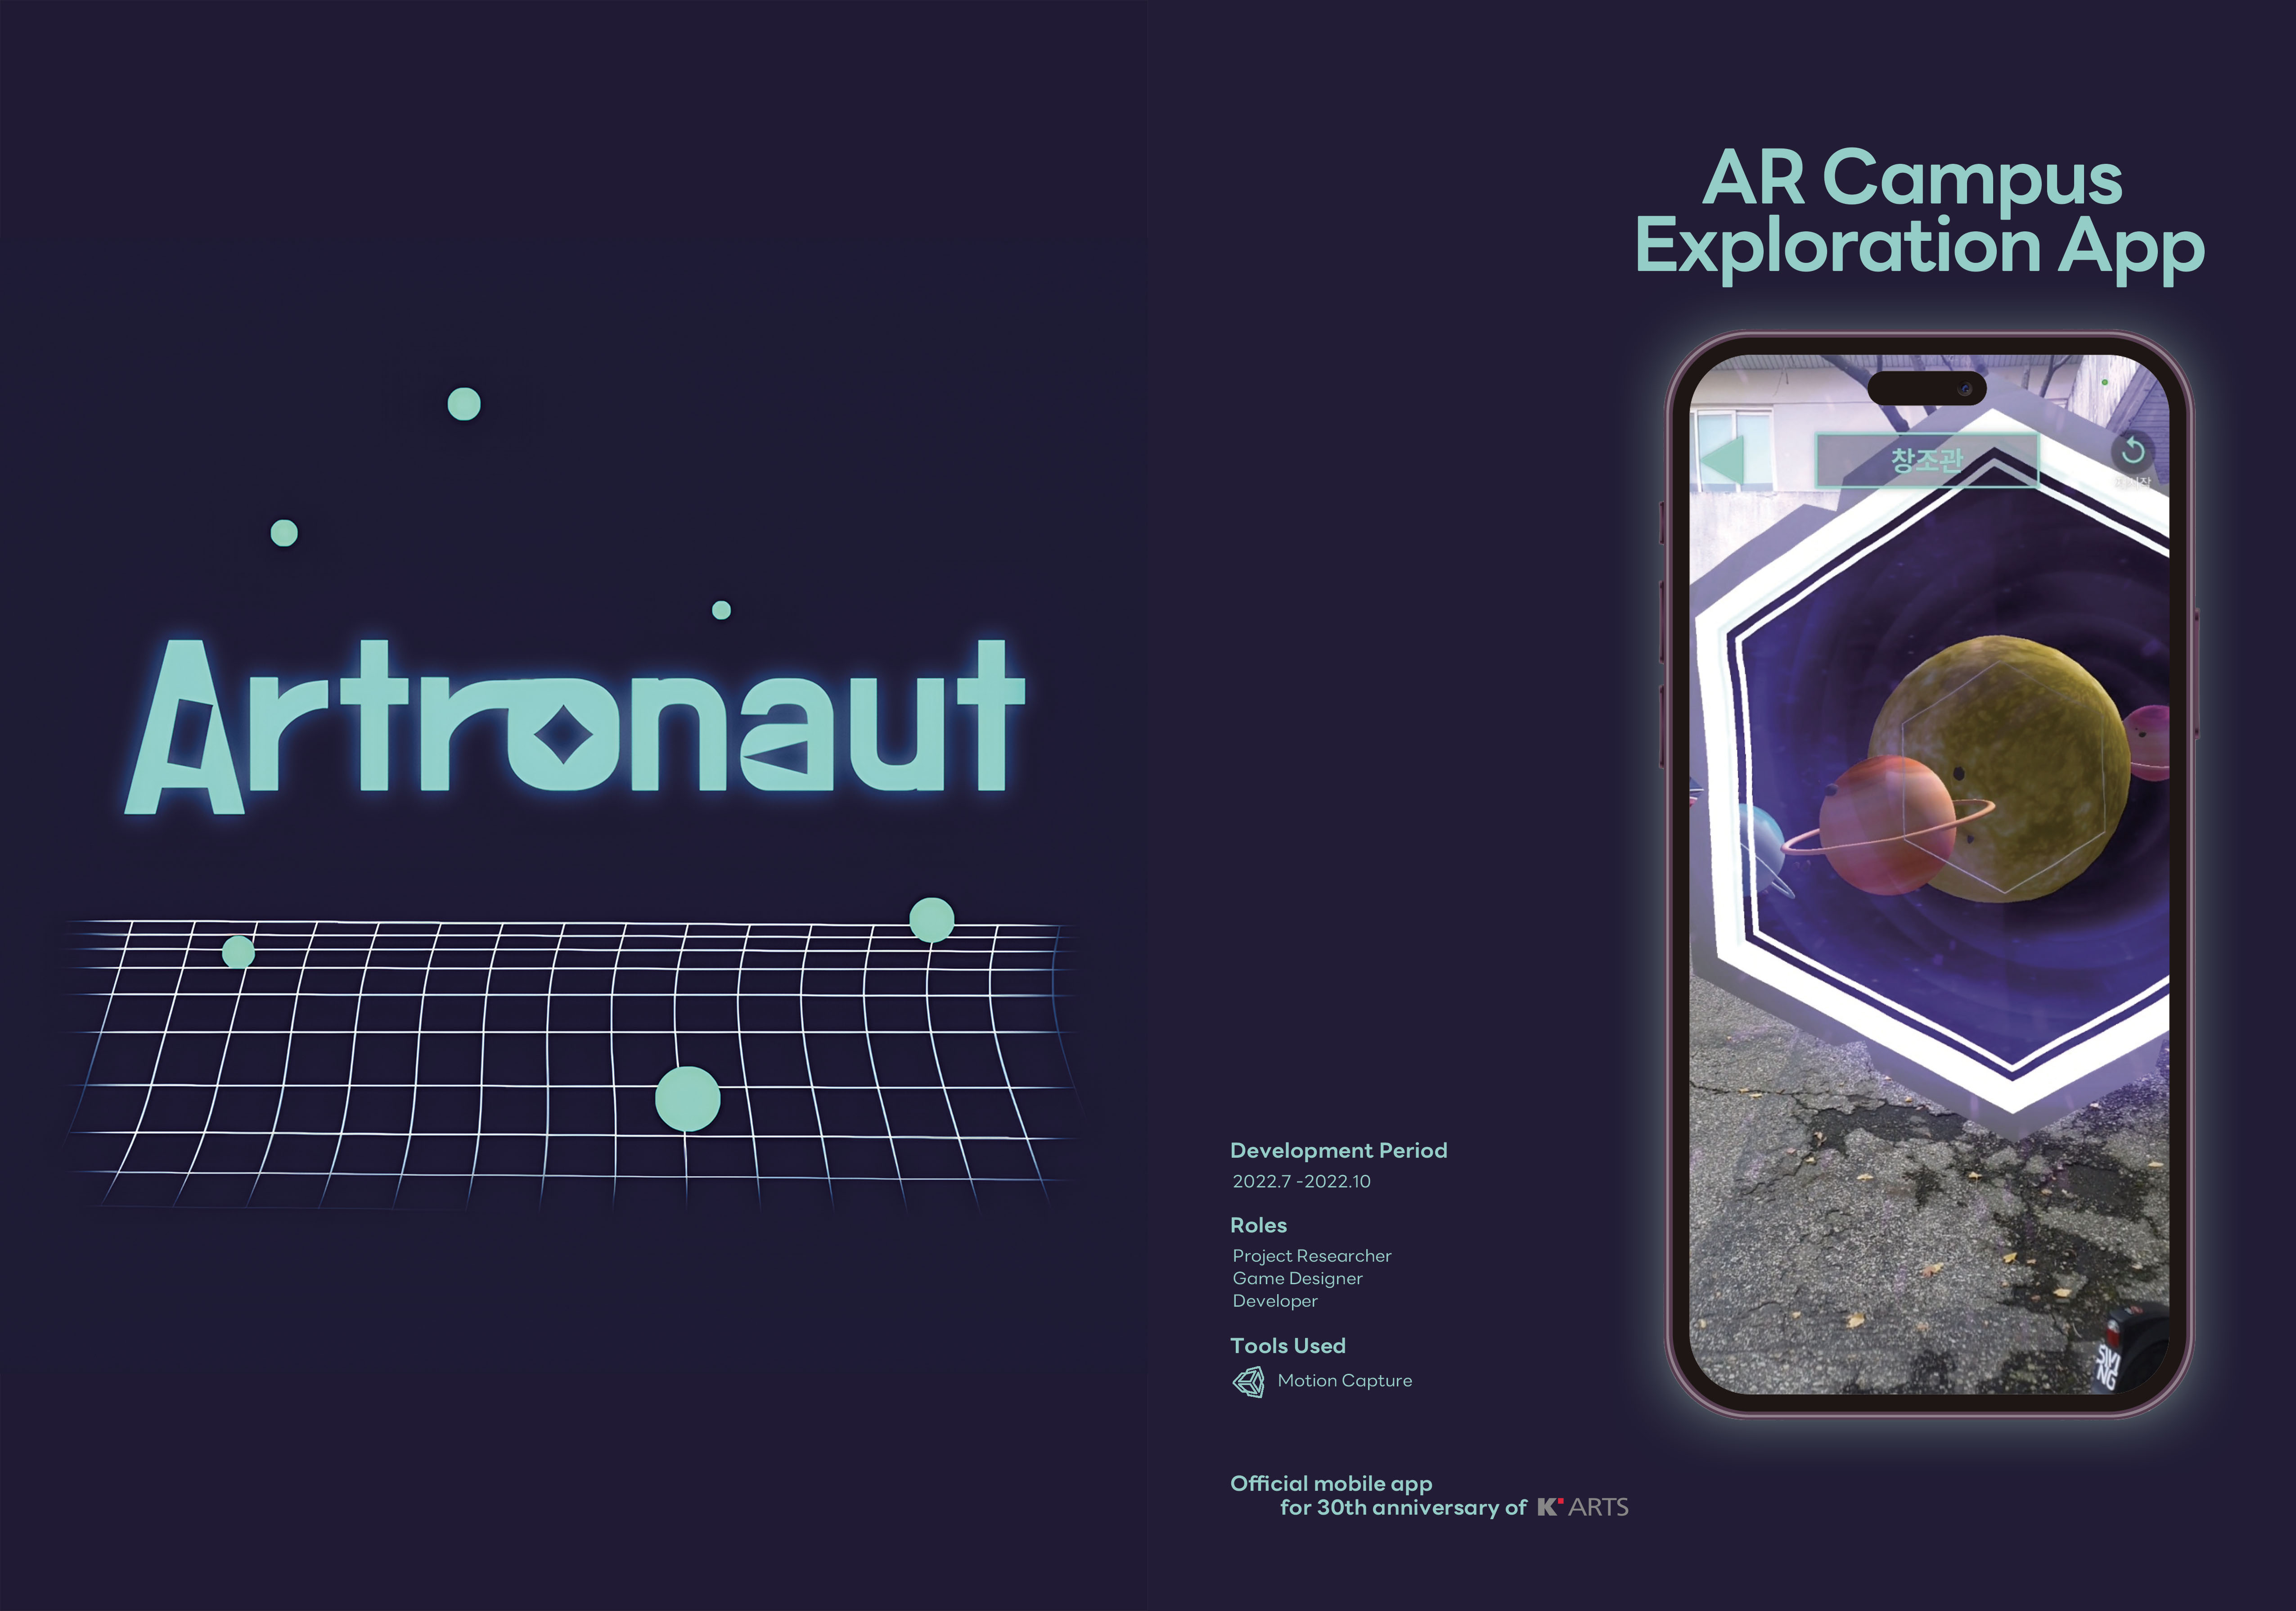 Artronaut
AR Campus
Exploration App
창조관
Development Period
2022.7 -2022.10
Roles
Project Researcher
Game Designer
Developer
Tools Used
Motion Capture
Official mobile app
for 30th anniversary of K ARTS